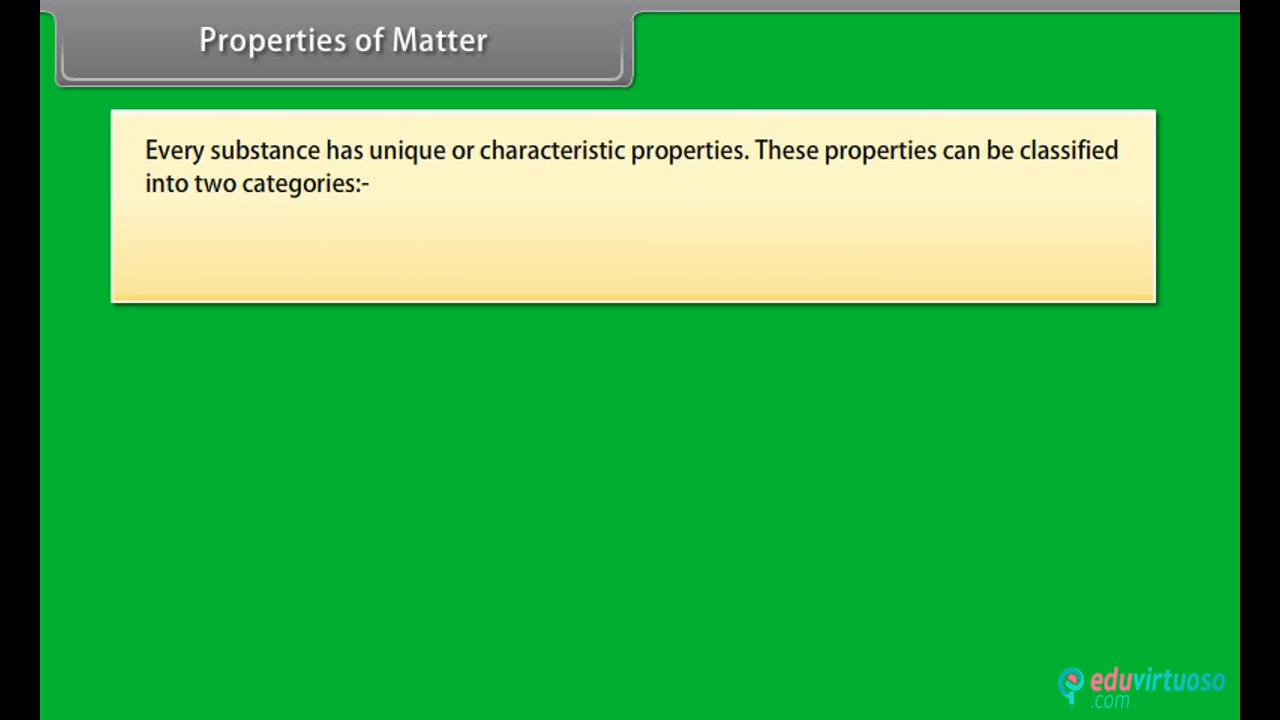 Properties of Matter
Every substance has unique or characteristic properties. These properties can be classified
into two categories:-
eduvirtuoso
.com